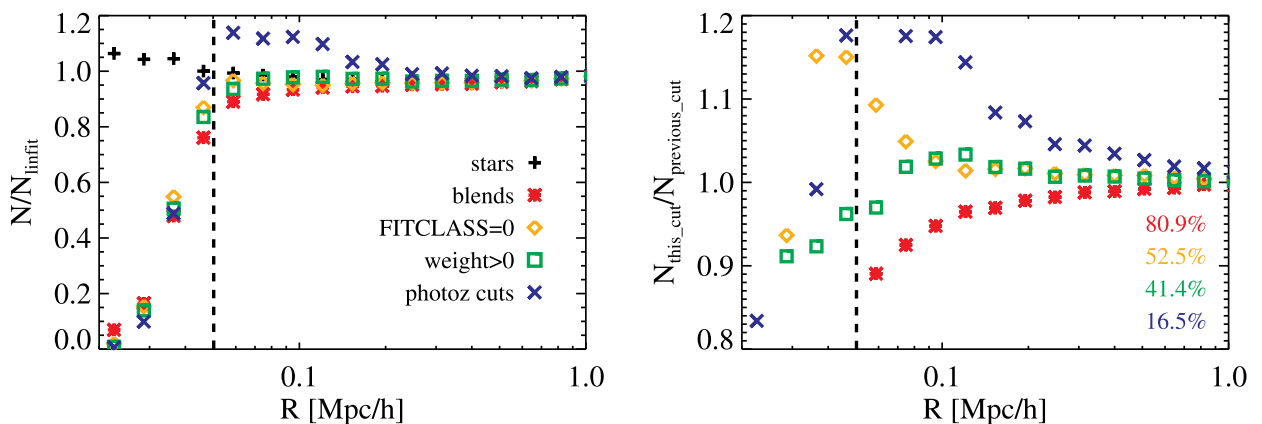 N/N_linfit
1.2
1.0
0.8
0.6
0.4
0.2
0.0
stars
blends
FITCLASS=0
weight>0
photoz cuts
0.1
1.0
R [Mpc/h]
N_this_cut/N_previous_cut
1.2
1.1
1.0
0.9
0.8
80.9%
52.5%
41.4%
16.5%
0.1
1.0
R [Mpc/h]